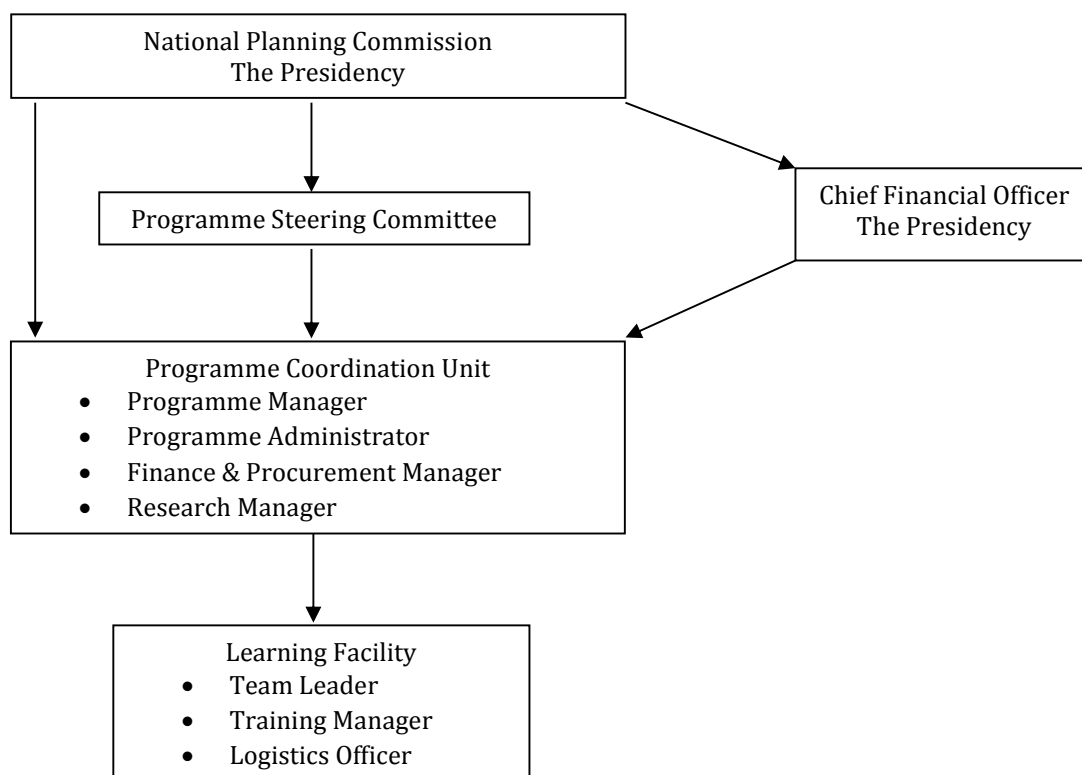 National Planning Commission
The Presidency
Chief Financial Officer
The Presidency
Programme Steering Committee
Programme Coordination Unit
• Programme Manager
• Programme Administrator
• Finance & Procurement Manager
• Research Manager
Learning Facility
• Team Leader
• Training Manager
• Logistics Officer